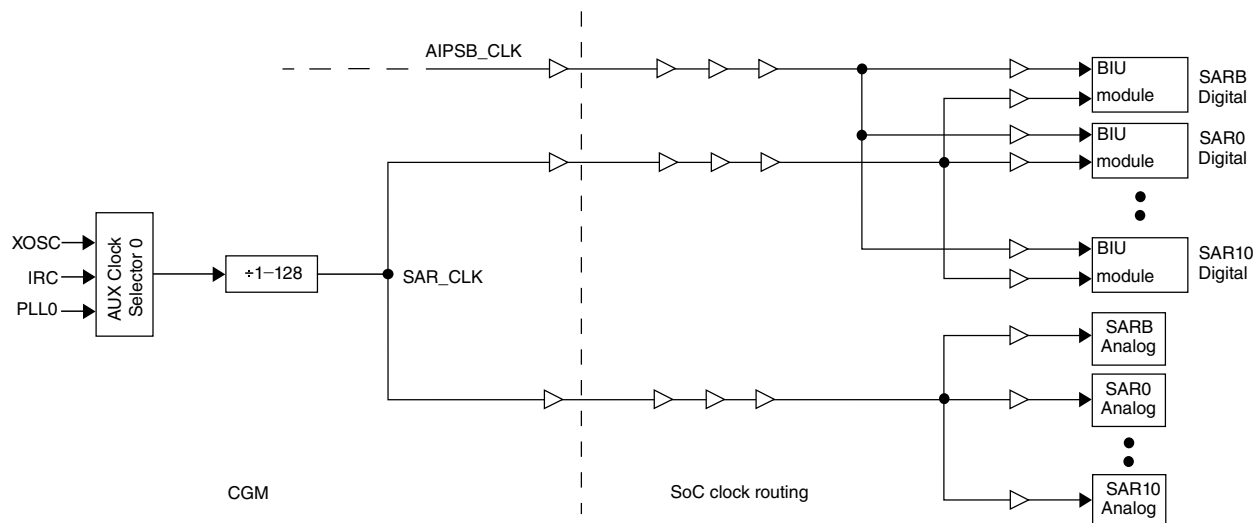 AIPSB_CLK
BIU
module
SARB
Digital
BIU
module
SAR0
Digital
BIU
module
SAR10
Digital
XOSC
IRC
PLL0
AUX Clock
Selector 0
÷1–128
SAR_CLK
SARB
Analog
SAR0
Analog
SAR10
Analog
CGM
SoC clock routing